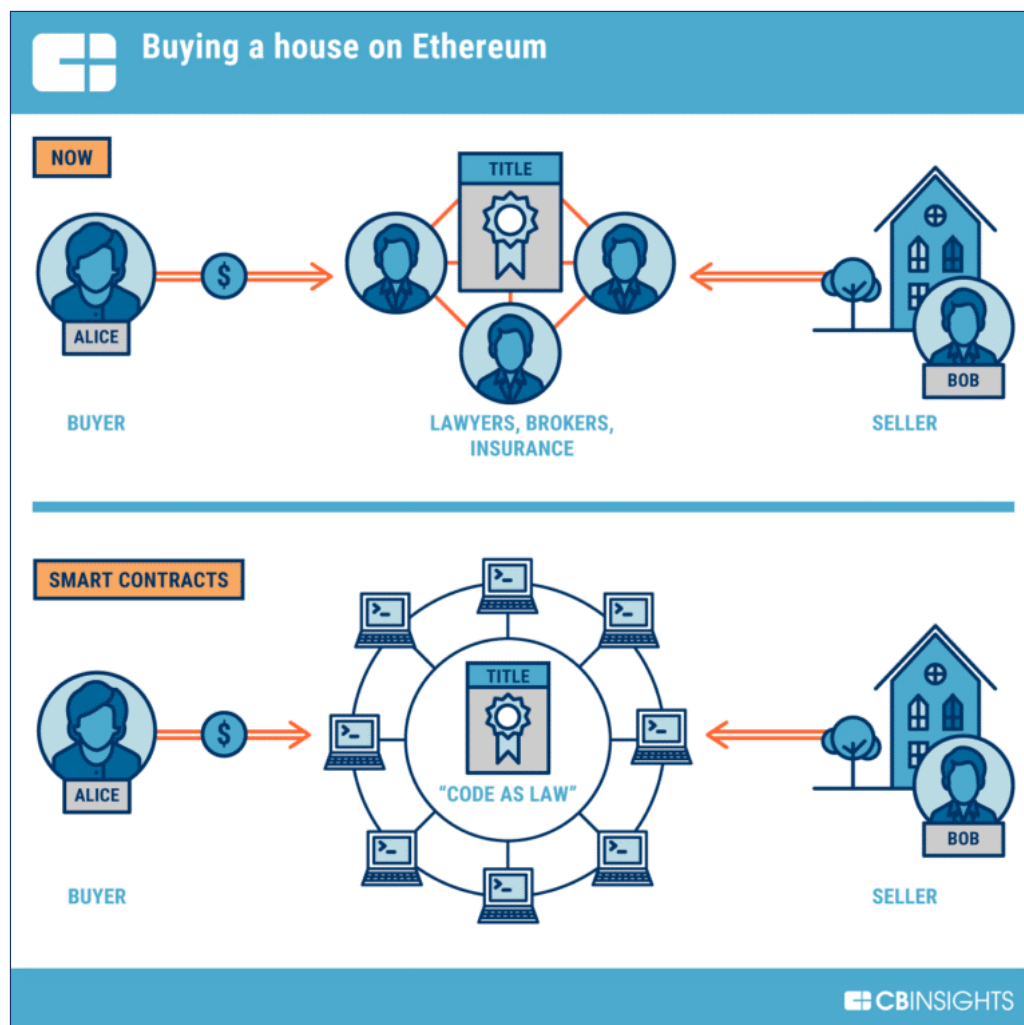 Buying a house on Ethereum
NOW
TITLE
$
ALICE
BOB
BUYER
LAWYERS, BROKERS,
INSURANCE
SELLER
SMART CONTRACTS
>_
>_
>_
TITLE
$
>_
>_
"CODE AS LAW"
ALICE
BOB
>_
>_
>_
BUYER
SELLER
CBINSIGHTS